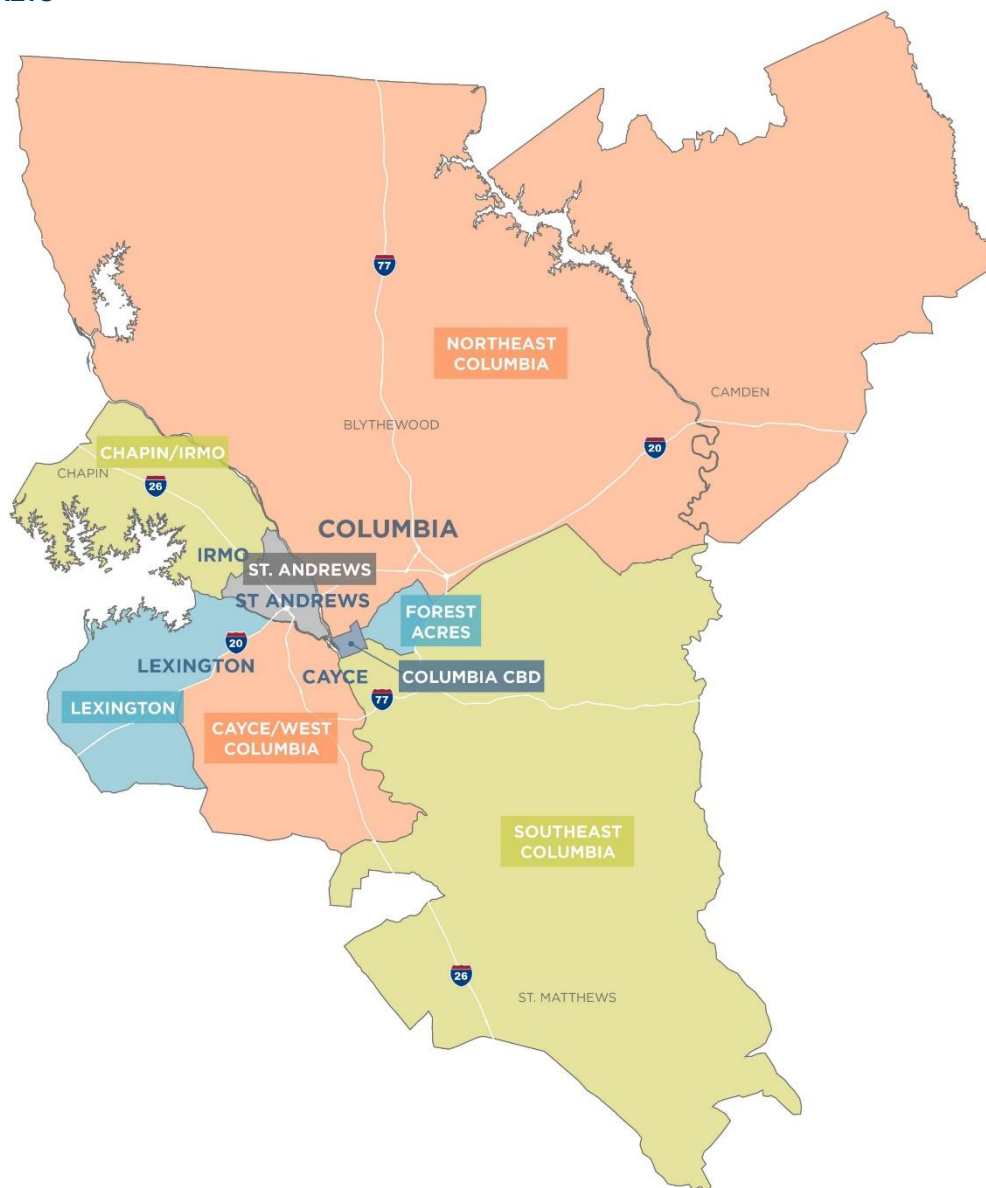 77
NORTHEAST
COLUMBIA
CAMDEN
BLYTHEWOOD
20
CHAPIN/IRMO
CHAPIN
26
COLUMBIA
IRMO
ST. ANDREWS
ST ANDREWS
FOREST
ACRES
20
LEXINGTON
CAYCE
COLUMBIA CBD
77
LEXINGTON
CAYCE/WEST
COLUMBIA
SOUTHEAST
COLUMBIA
26
ST. MATTHEWS